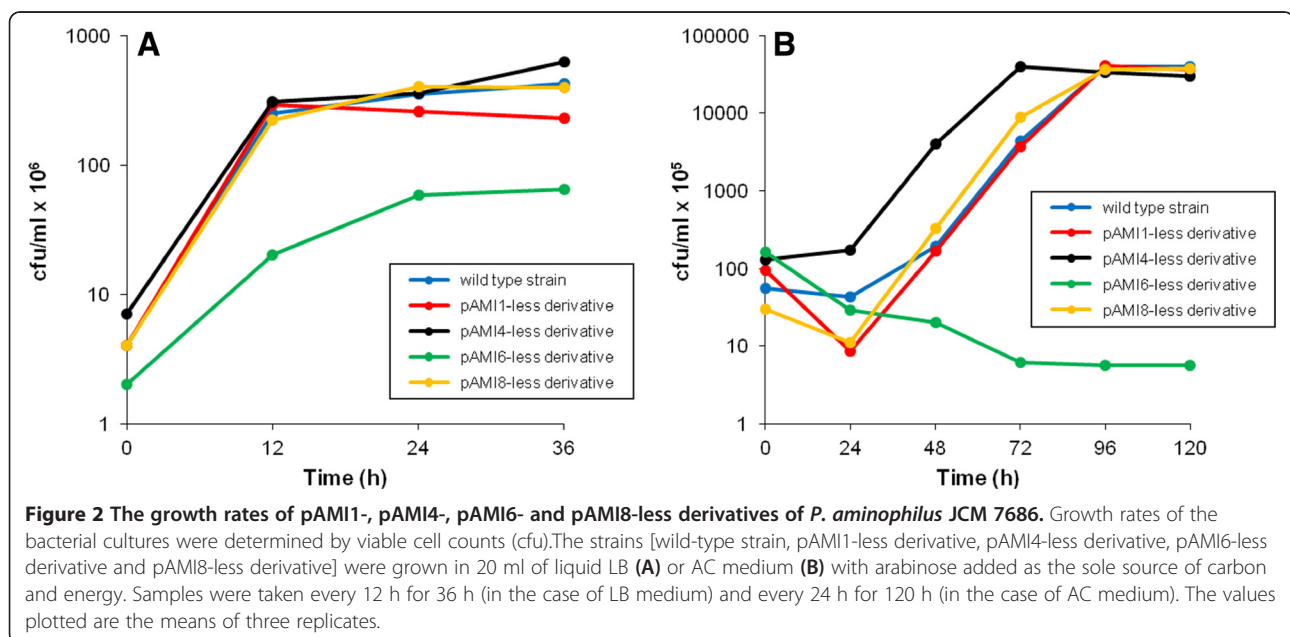 A
1000
100
10
1
cfu/ml x 10⁶
0 12 24 36
Time (h)
wild type strain
pAMI1-less derivative
pAMI4-less derivative
pAMI6-less derivative
pAMI8-less derivative
B
100000
10000
1000
100
10
1
cfu/ml x 10⁵
0 24 48 72 96 120
Time (h)
wild type strain
pAMI1-less derivative
pAMI4-less derivative
pAMI6-less derivative
pAMI8-less derivative
Figure 2 The growth rates of pAMI1-, pAMI4-, pAMI6- and pAMI8-less derivatives of P. aminophilus JCM 7686. Growth rates of the
bacterial cultures were determined by viable cell counts (cfu).The strains [wild-type strain, pAMI1-less derivative, pAMI4-less derivative, pAMI6-less
derivative and pAMI8-less derivative] were grown in 20 ml of liquid LB (A) or AC medium (B) with arabinose added as the sole source of carbon
and energy. Samples were taken every 12 h for 36 h (in the case of LB medium) and every 24 h for 120 h (in the case of AC medium). The values
plotted are the means of three replicates.